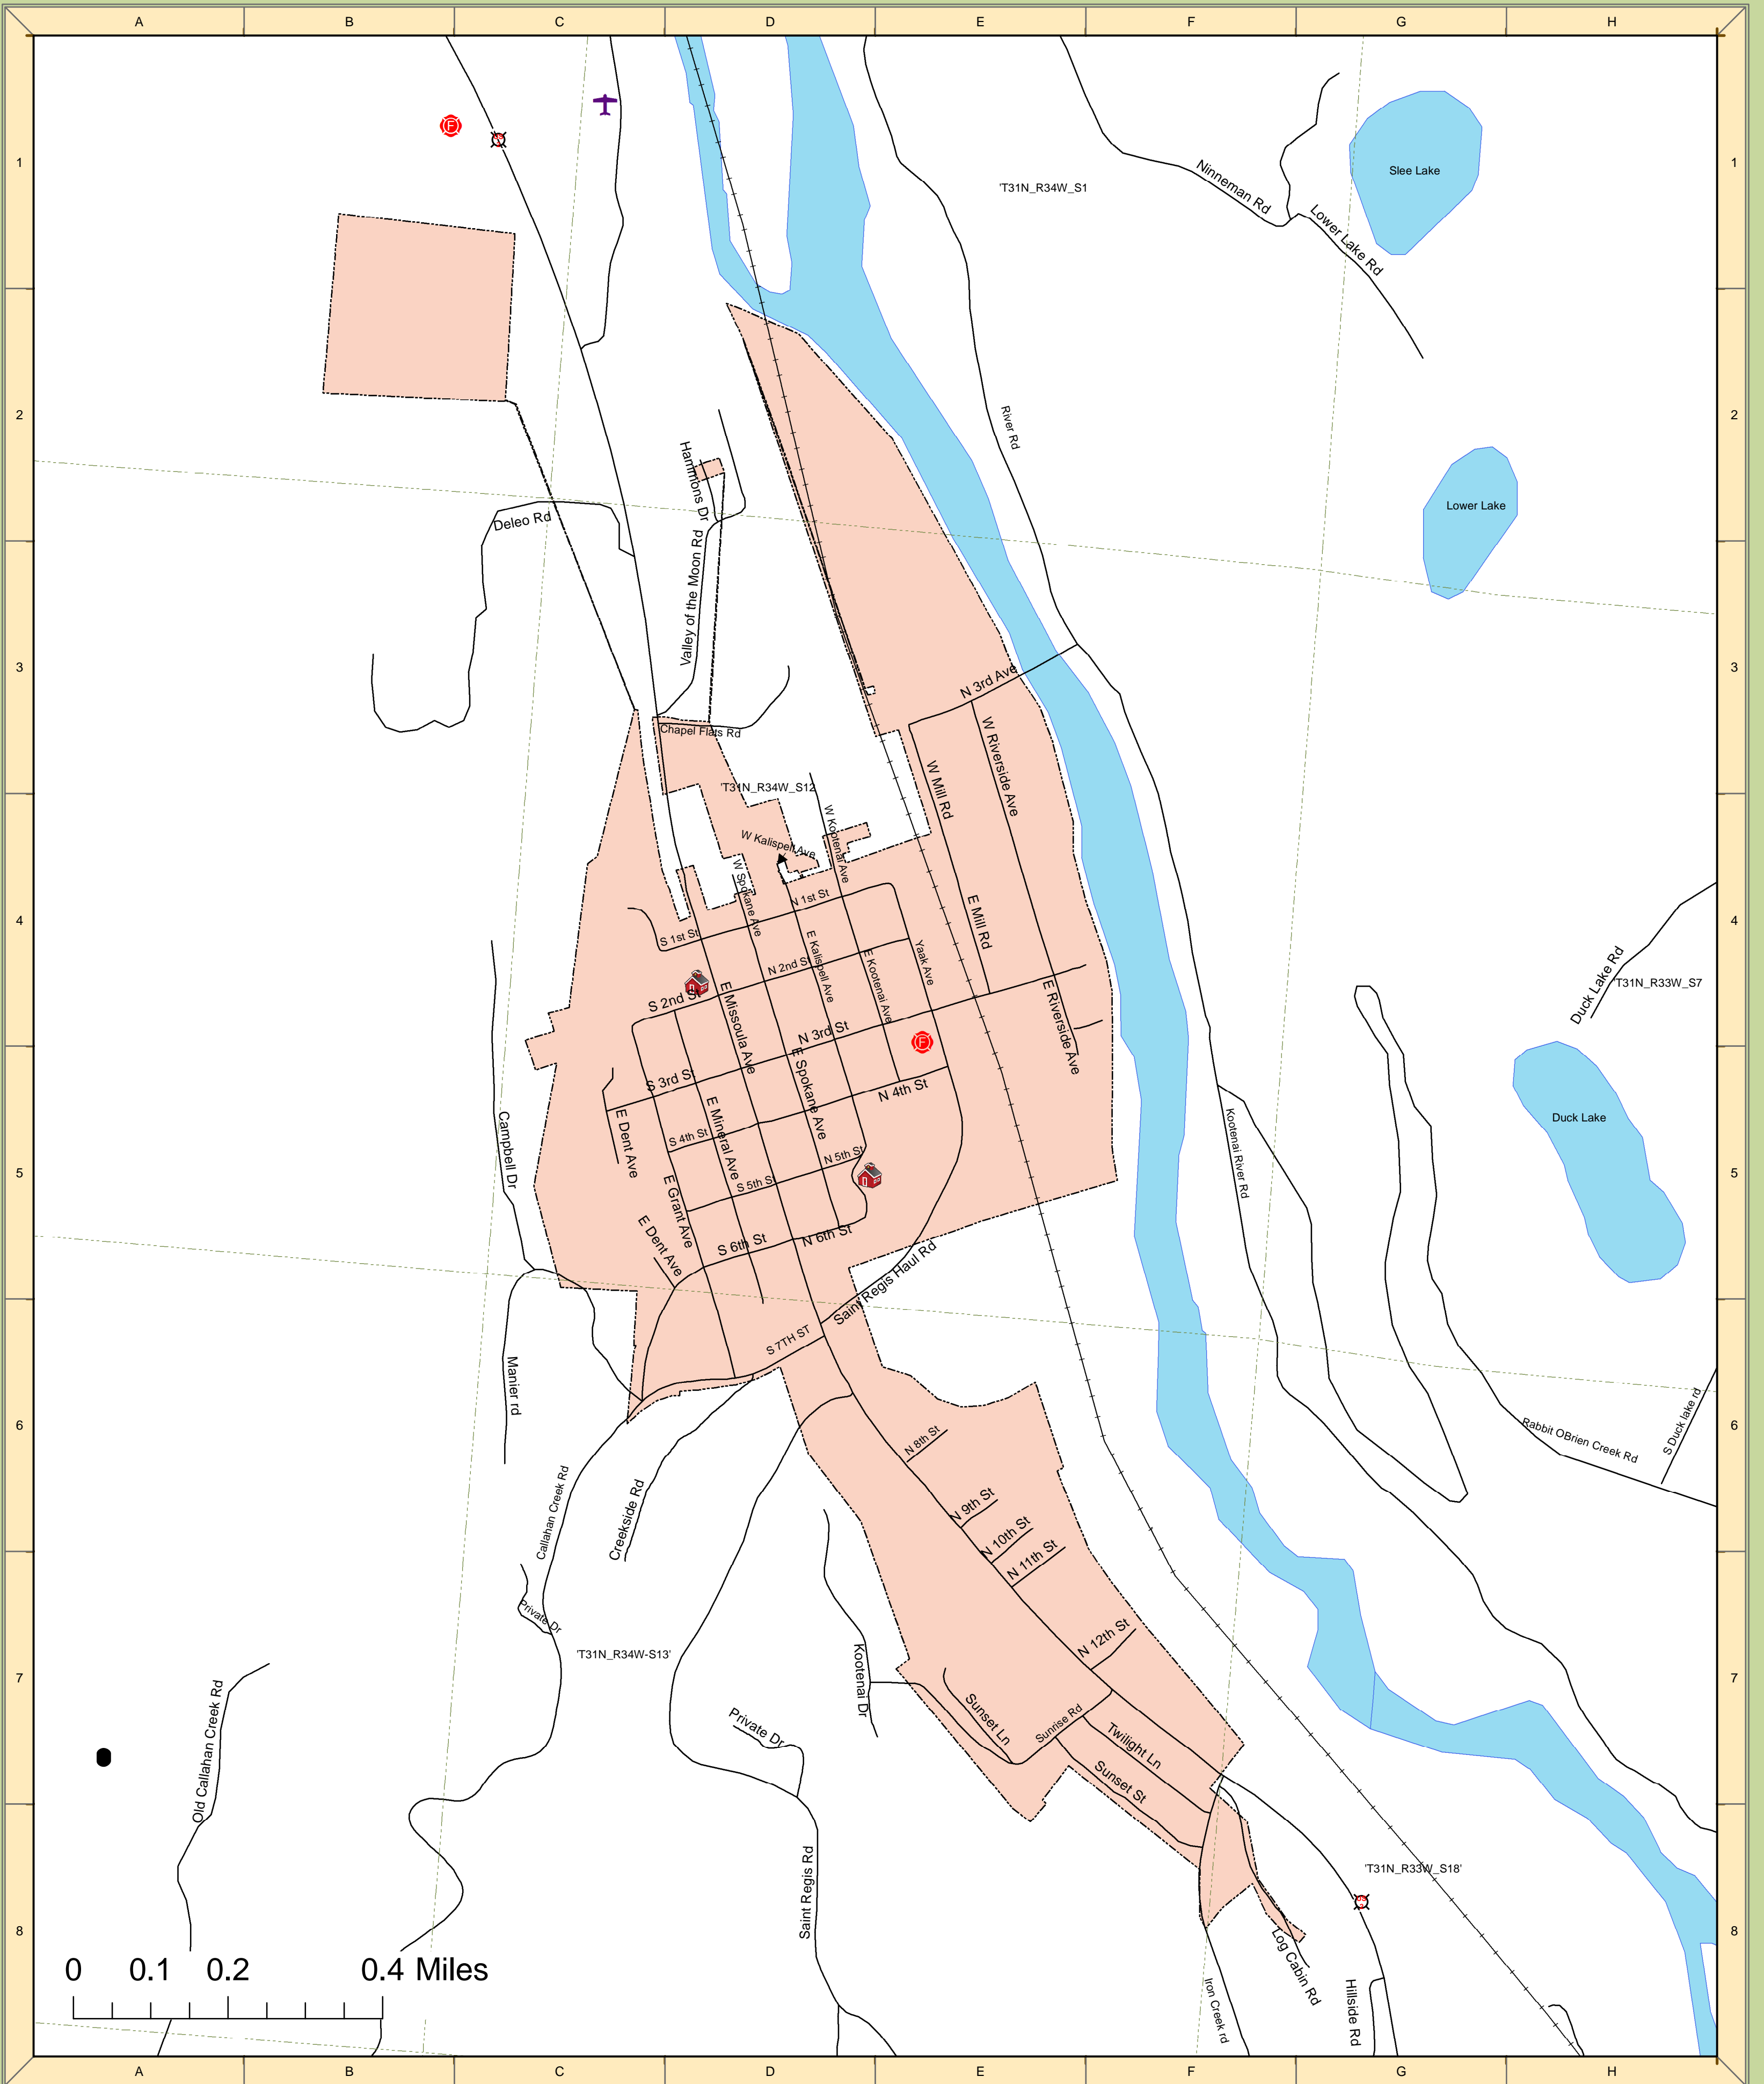 A B C D E F G H
1 1
F
'T31N_R34W_S1
Ninneman Rd
Slee Lake
Lower Lake Rd
2 2
River Rd
Hammons Dr
Lower Lake
Deleo Rd
Valley of the Moon Rd
3 3
N 3rd Ave
Chapel Flats Rd
W Riverside Ave
W Mill Rd
'T31N_R34W_S12
W Kalispell Ave
W Kootenai Ave
W Spokane Ave
N 1st St
4 4
S 1st St
E Mill Rd
E Kalispell Ave
E Kootenai Ave
Yaak Ave
N 2nd St
Duck Lake Rd
'T31N_R33W_S7
S 2nd St
E Missoula Ave
E Riverside Ave
N 3rd St
F
E Spokane Ave
S 3rd St
N 4th St
E Mineral Ave
E Dent Ave
Campbell Dr
Kootenai River Rd
Duck Lake
S 4th St
N 5th St
5 5
S 5th St
E Grant Ave
E Dent Ave
S 6th St
N 6th St
Saint Regis Haul Rd
S 7TH ST
Manier rd
6 6
S Duck lake rd
Rabbit OBrien Creek Rd
N 8th St
Callahan Creek Rd
Creekside Rd
N 9th St
N 10th St
N 11th St
Private Dr
'T31N_R34W-S13'
N 12th St
Kootenai Dr
7 7
Old Callahan Creek Rd
Sunset Ln
Sunrise Rd
Private Dr
Twilight Ln
Sunset St
'T31N_R33W_S18'
Saint Regis Rd
8 8
Log Cabin Rd
Iron Creek rd
Hillside Rd
0 0.1 0.2 0.4 Miles
A B C D E F G H